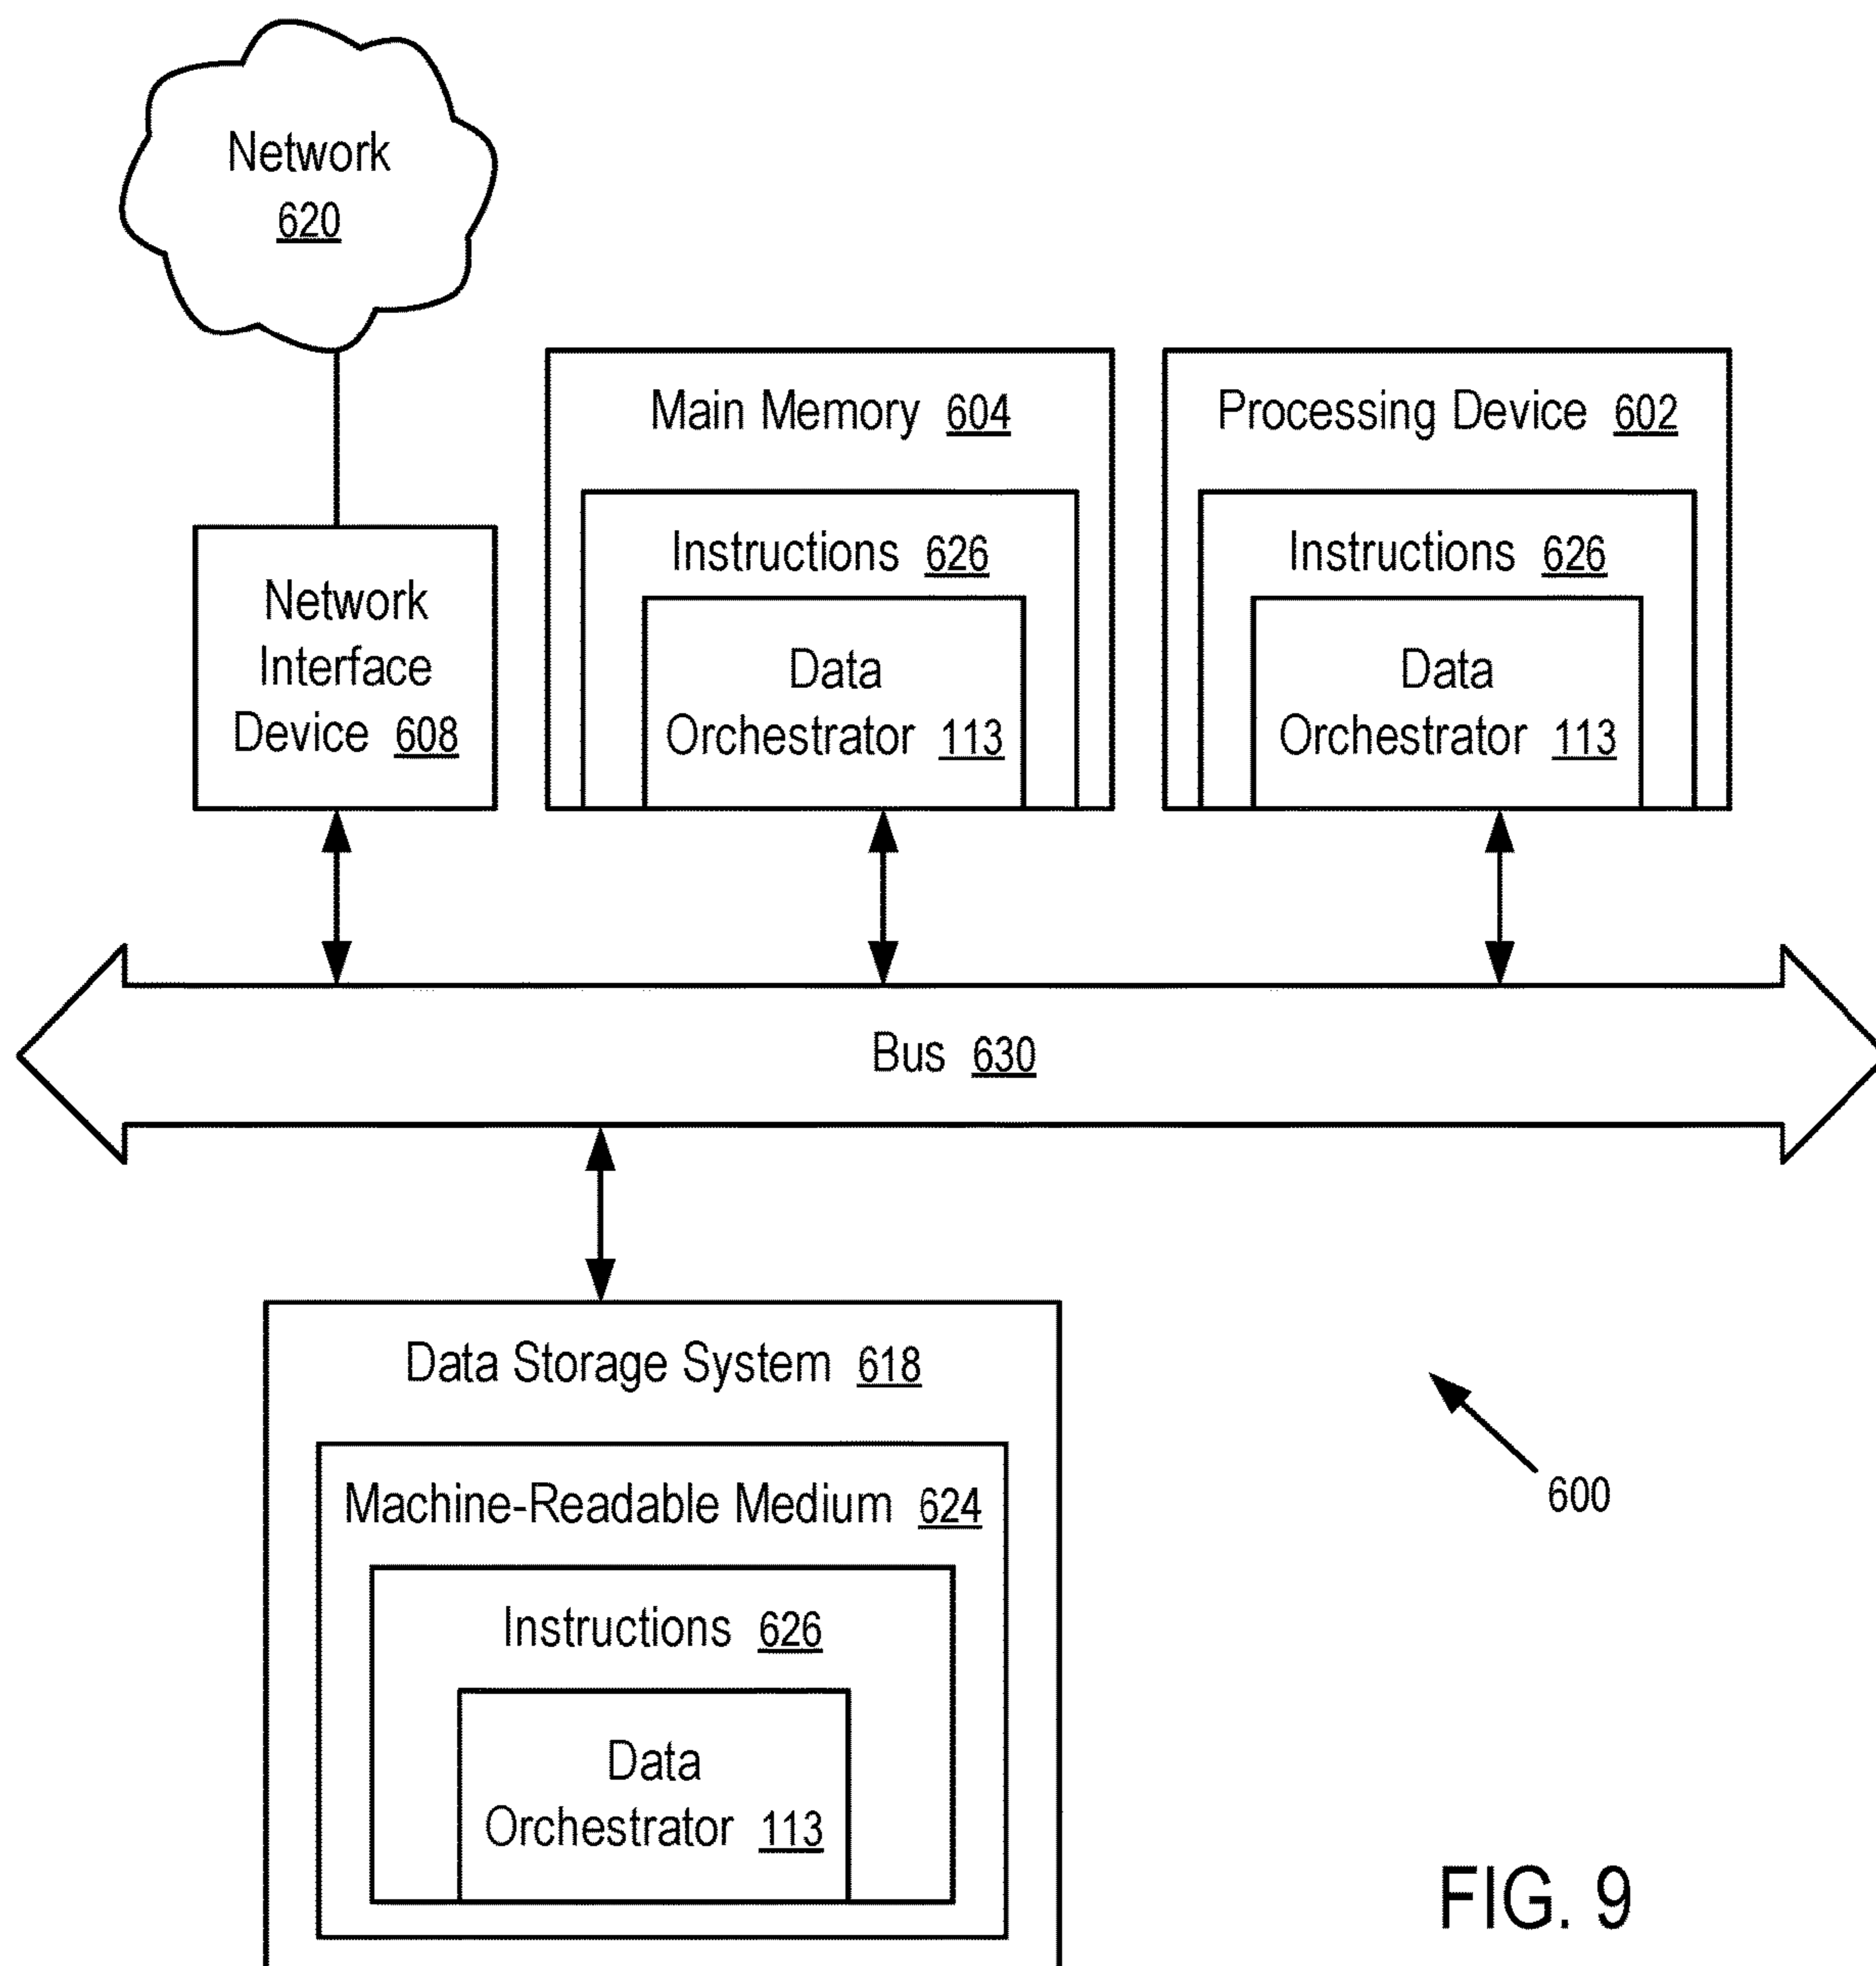 Network
620
Main Memory 604
Processing Device 602
Instructions 626
Instructions 626
Network
Interface
Device 608
Data
Orchestrator 113
Data
Orchestrator 113
Bus 630
Data Storage System 618
Machine-Readable Medium 624
600
Instructions 626
Data
Orchestrator 113
FIG. 9